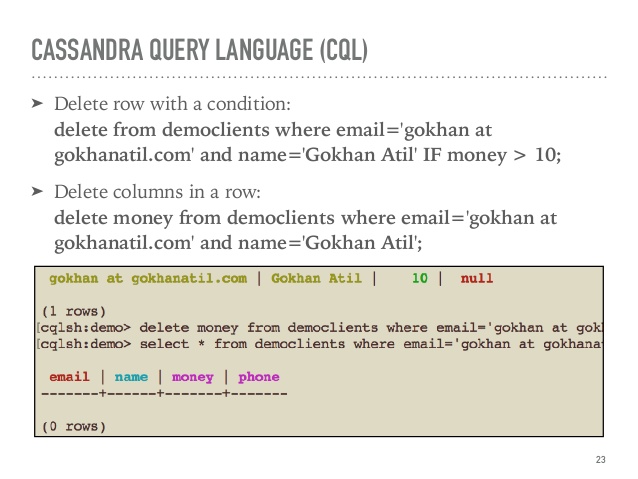 CASSANDRA QUERY LANGUAGE (CQL)
➤ Delete row with a condition:
delete from democlients where email='gokhan at
gokhanatil.com' and name='Gokhan Atil' IF money > 10;
➤ Delete columns in a row:
delete money from democlients where email='gokhan at
gokhanatil.com' and name='Gokhan Atil';
gokhan at gokhanatil.com | Gokhan Atil | 10 | null
(1 rows)
[cqlsh:demo> delete money from democlients where email='gokhan at gok
[cqlsh:demo> select * from democlients where email='gokhan at gokhana
email | name | money | phone
-------+------+-------+-------
(0 rows)
23